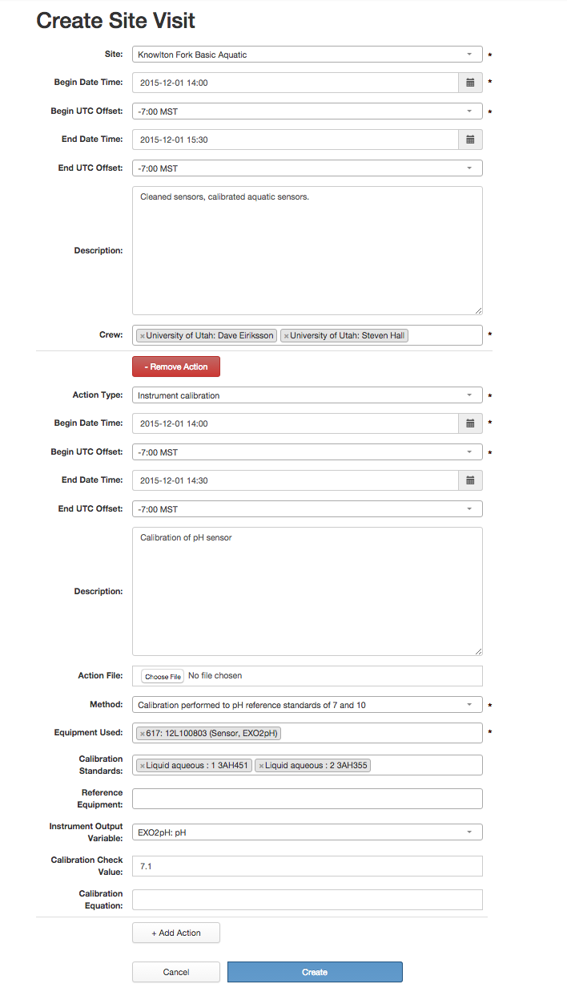 Create Site Visit
Site: Knowlton Fork Basic Aquatic *
Begin Date Time: 2015-12-01 14:00 *
Begin UTC Offset: -7:00 MST *
End Date Time: 2015-12-01 15:30
End UTC Offset: -7:00 MST
Cleaned sensors, calibrated aquatic sensors.
Description:
Crew: ×University of Utah: Dave Eiriksson ×University of Utah: Steven Hall *
- Remove Action
Action Type: Instrument calibration *
Begin Date Time: 2015-12-01 14:00 *
Begin UTC Offset: -7:00 MST *
End Date Time: 2015-12-01 14:30
End UTC Offset: -7:00 MST
Calibration of pH sensor
Description:
Action File: Choose File No file chosen
Method: Calibration performed to pH reference standards of 7 and 10 *
Equipment Used: ×617: 12L100803 (Sensor, EXO2pH) *
Calibration
Standards: ×Liquid aqueous : 1 3AH451 ×Liquid aqueous : 2 3AH355
Reference
Equipment:
Instrument Output
Variable: EXO2pH: pH
Calibration Check
Value: 7.1
Calibration
Equation:
+ Add Action
Cancel Create